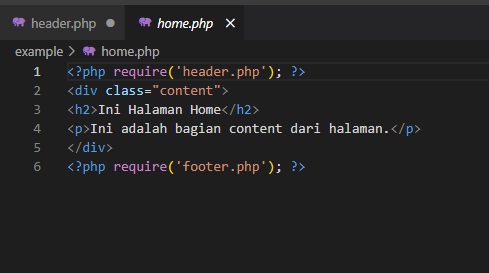 header.php home.php
example > home.php
1 <?php require('header.php'); ?>
2 <div class="content">
3 <h2>Ini Halaman Home</h2>
4 <p>Ini adalah bagian content dari halaman.</p>
5 </div>
6 <?php require('footer.php'); ?>